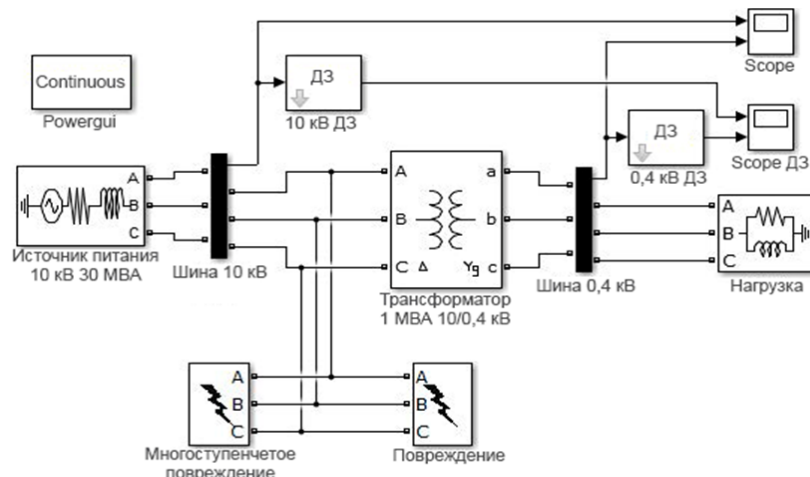 Scope
ДЗ
10 кВ ДЗ
Continuous
Powergui
ДЗ
0,4 кВ ДЗ
Scope ДЗ
A
B
C
Источник питания
10 кВ 30 МВА
Шина 10 кВ
A
B
C
Δ
Yg
a
b
c
Трансформатор
1 МВА 10/0,4 кВ
Шина 0,4 кВ
A
B
C
Нагрузка
A
B
C
Многоступенчетое
повреждение
A
B
C
Повреждение